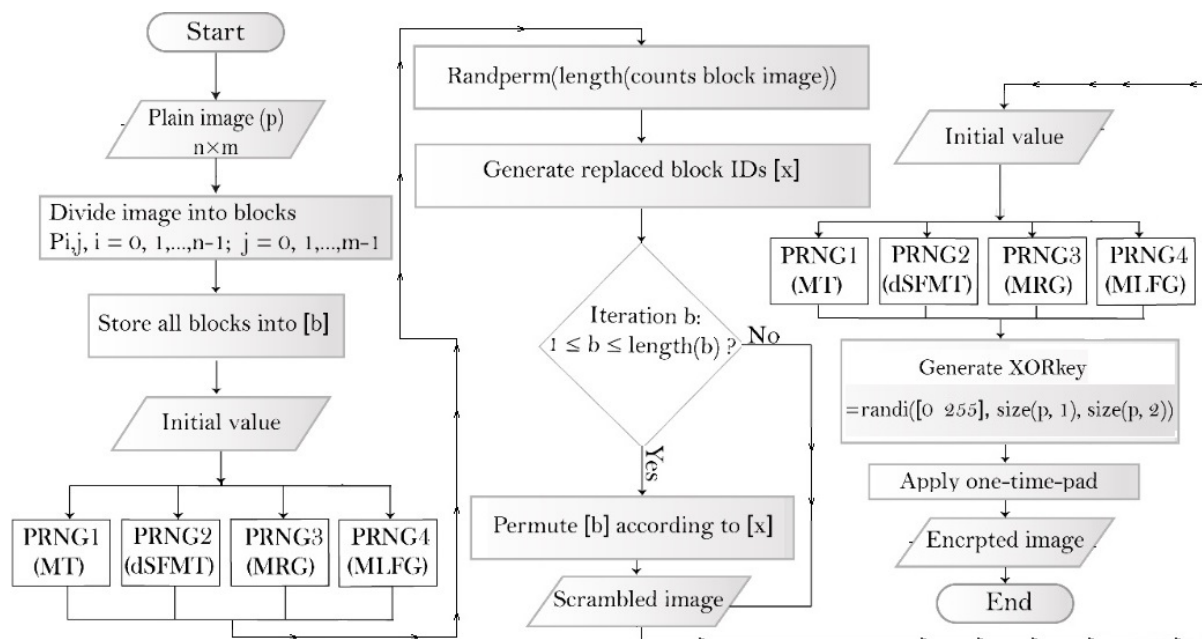 Start
Plain image (p)
n×m
Divide image into blocks
Pi,j, i = 0, 1,...,n-1; j = 0, 1,...,m-1
Store all blocks into [b]
Initial value
PRNG1
(MT)
PRNG2
(dSFMT)
PRNG3
(MRG)
PRNG4
(MLFG)
Randperm(length(counts block image))
Generate replaced block IDs [x]
Iteration b:
1 ≤ b ≤ length(b) ?
No
Yes
Permute [b] according to [x]
Scrambled image
Initial value
PRNG1
(MT)
PRNG2
(dSFMT)
PRNG3
(MRG)
PRNG4
(MLFG)
Generate XORkey
=randi([0 255], size(p, 1), size(p, 2))
Apply one-time-pad
Encrpted image
End